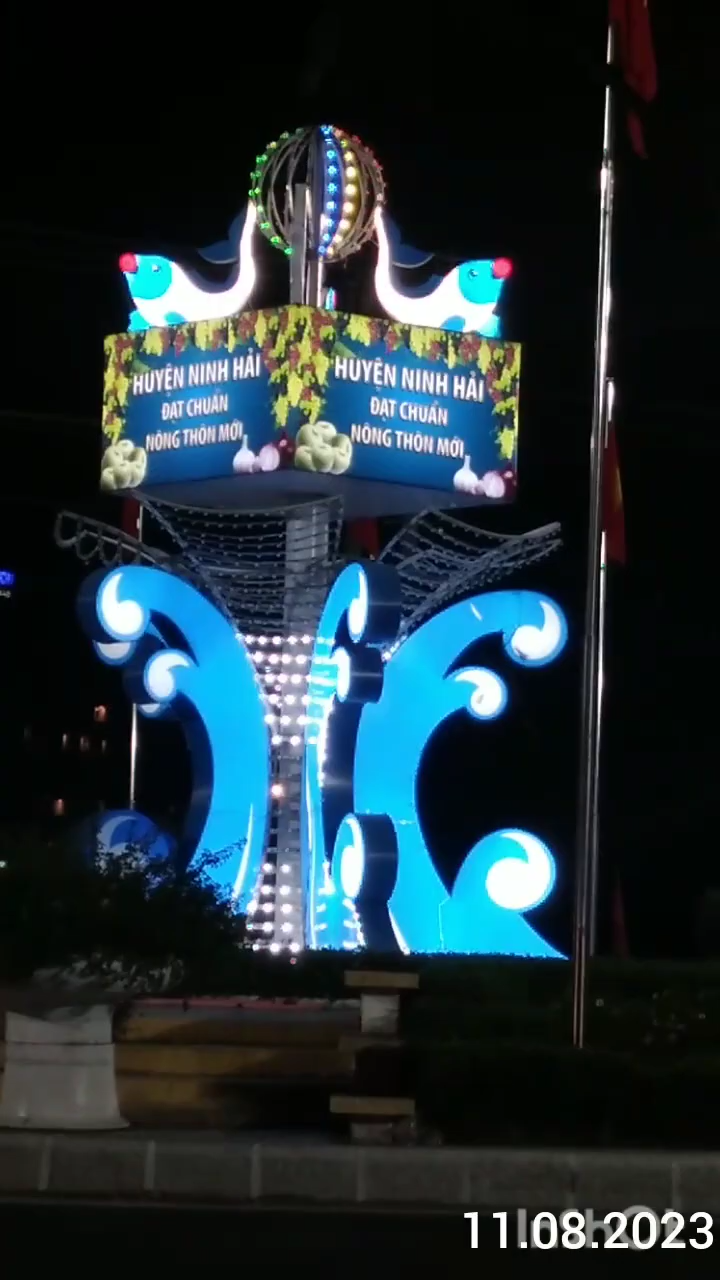 HUYỆN NINH HẢI
ĐẠT CHUẨN
NÔNG THÔN MỚI
HUYỆN NINH HẢI
ĐẠT CHUẨN
NÔNG THÔN MỚI
11.08.2023
InShOt